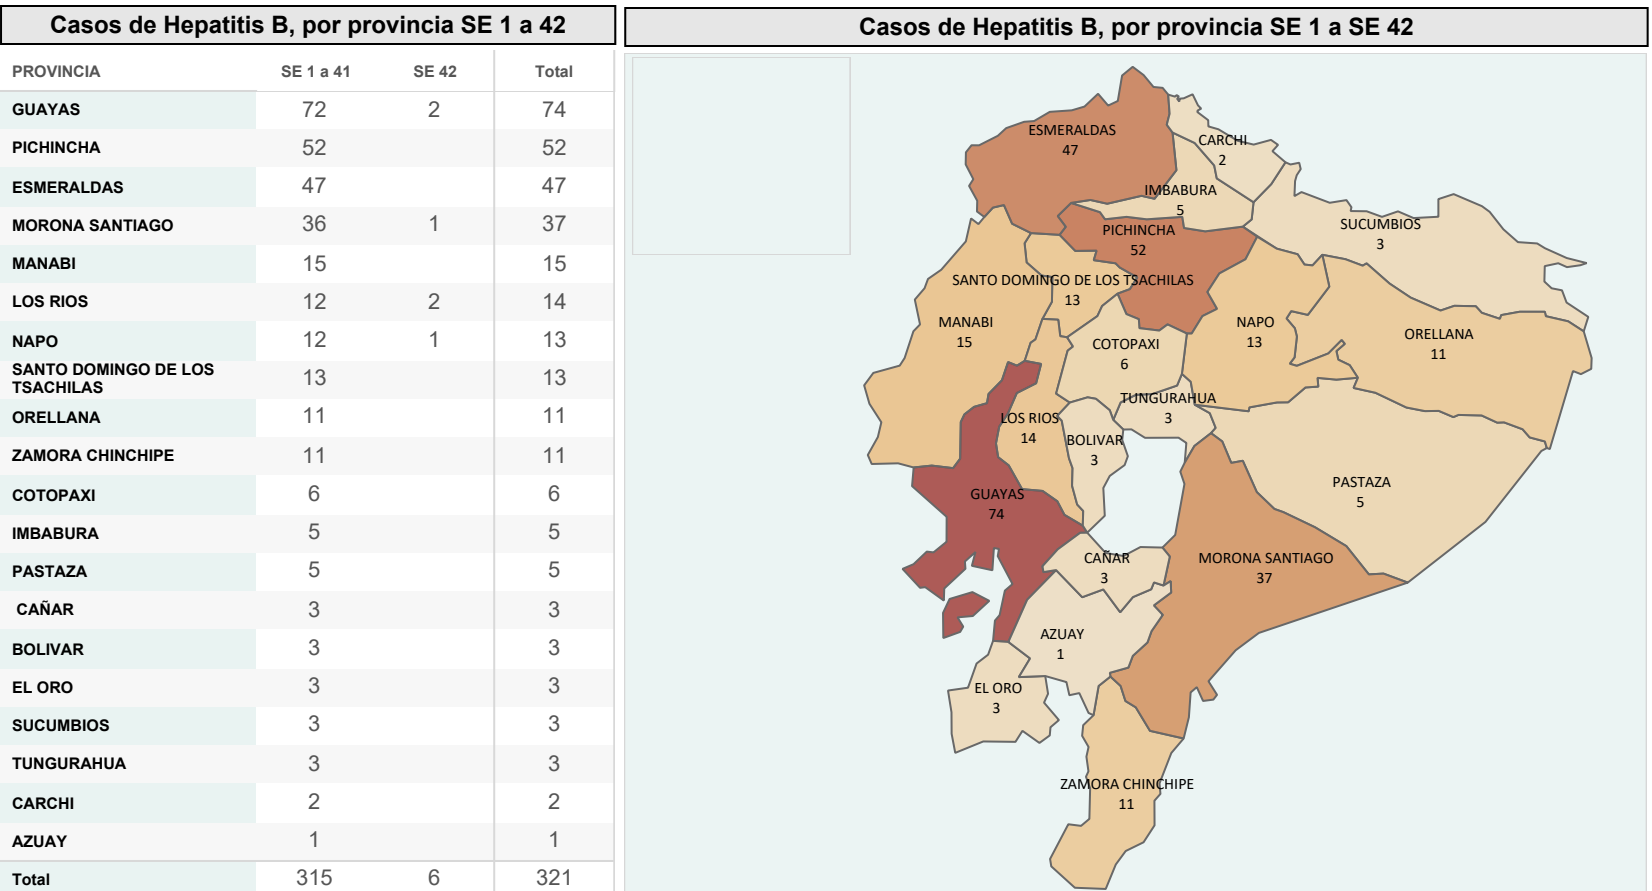 Casos de Hepatitis B, por provincia SE 1 a 42
PROVINCIA SE 1 a 41 SE 42 Total
GUAYAS 72 2 74
PICHINCHA 52 52
ESMERALDAS 47 47
MORONA SANTIAGO 36 1 37
MANABI 15 15
LOS RIOS 12 2 14
NAPO 12 1 13
SANTO DOMINGO DE LOS
TSACHILAS 13 13
ORELLANA 11 11
ZAMORA CHINCHIPE 11 11
COTOPAXI 6 6
IMBABURA 5 5
PASTAZA 5 5
CAÑAR 3 3
BOLIVAR 3 3
EL ORO 3 3
SUCUMBIOS 3 3
TUNGURAHUA 3 3
CARCHI 2 2
AZUAY 1 1
Total 315 6 321
Casos de Hepatitis B, por provincia SE 1 a SE 42
ESMERALDAS
47
CARCHI
2
IMBABURA
5
SUCUMBIOS
3
PICHINCHA
52
SANTO DOMINGO DE LOS TSACHILAS
13
MANABI
15
COTOPAXI
6
NAPO
13
ORELLANA
11
TUNGURAHUA
3
LOS RIOS
14
BOLIVAR
3
GUAYAS
74
PASTAZA
5
CAÑAR
3
MORONA SANTIAGO
37
AZUAY
1
EL ORO
3
ZAMORA CHINCHIPE
11